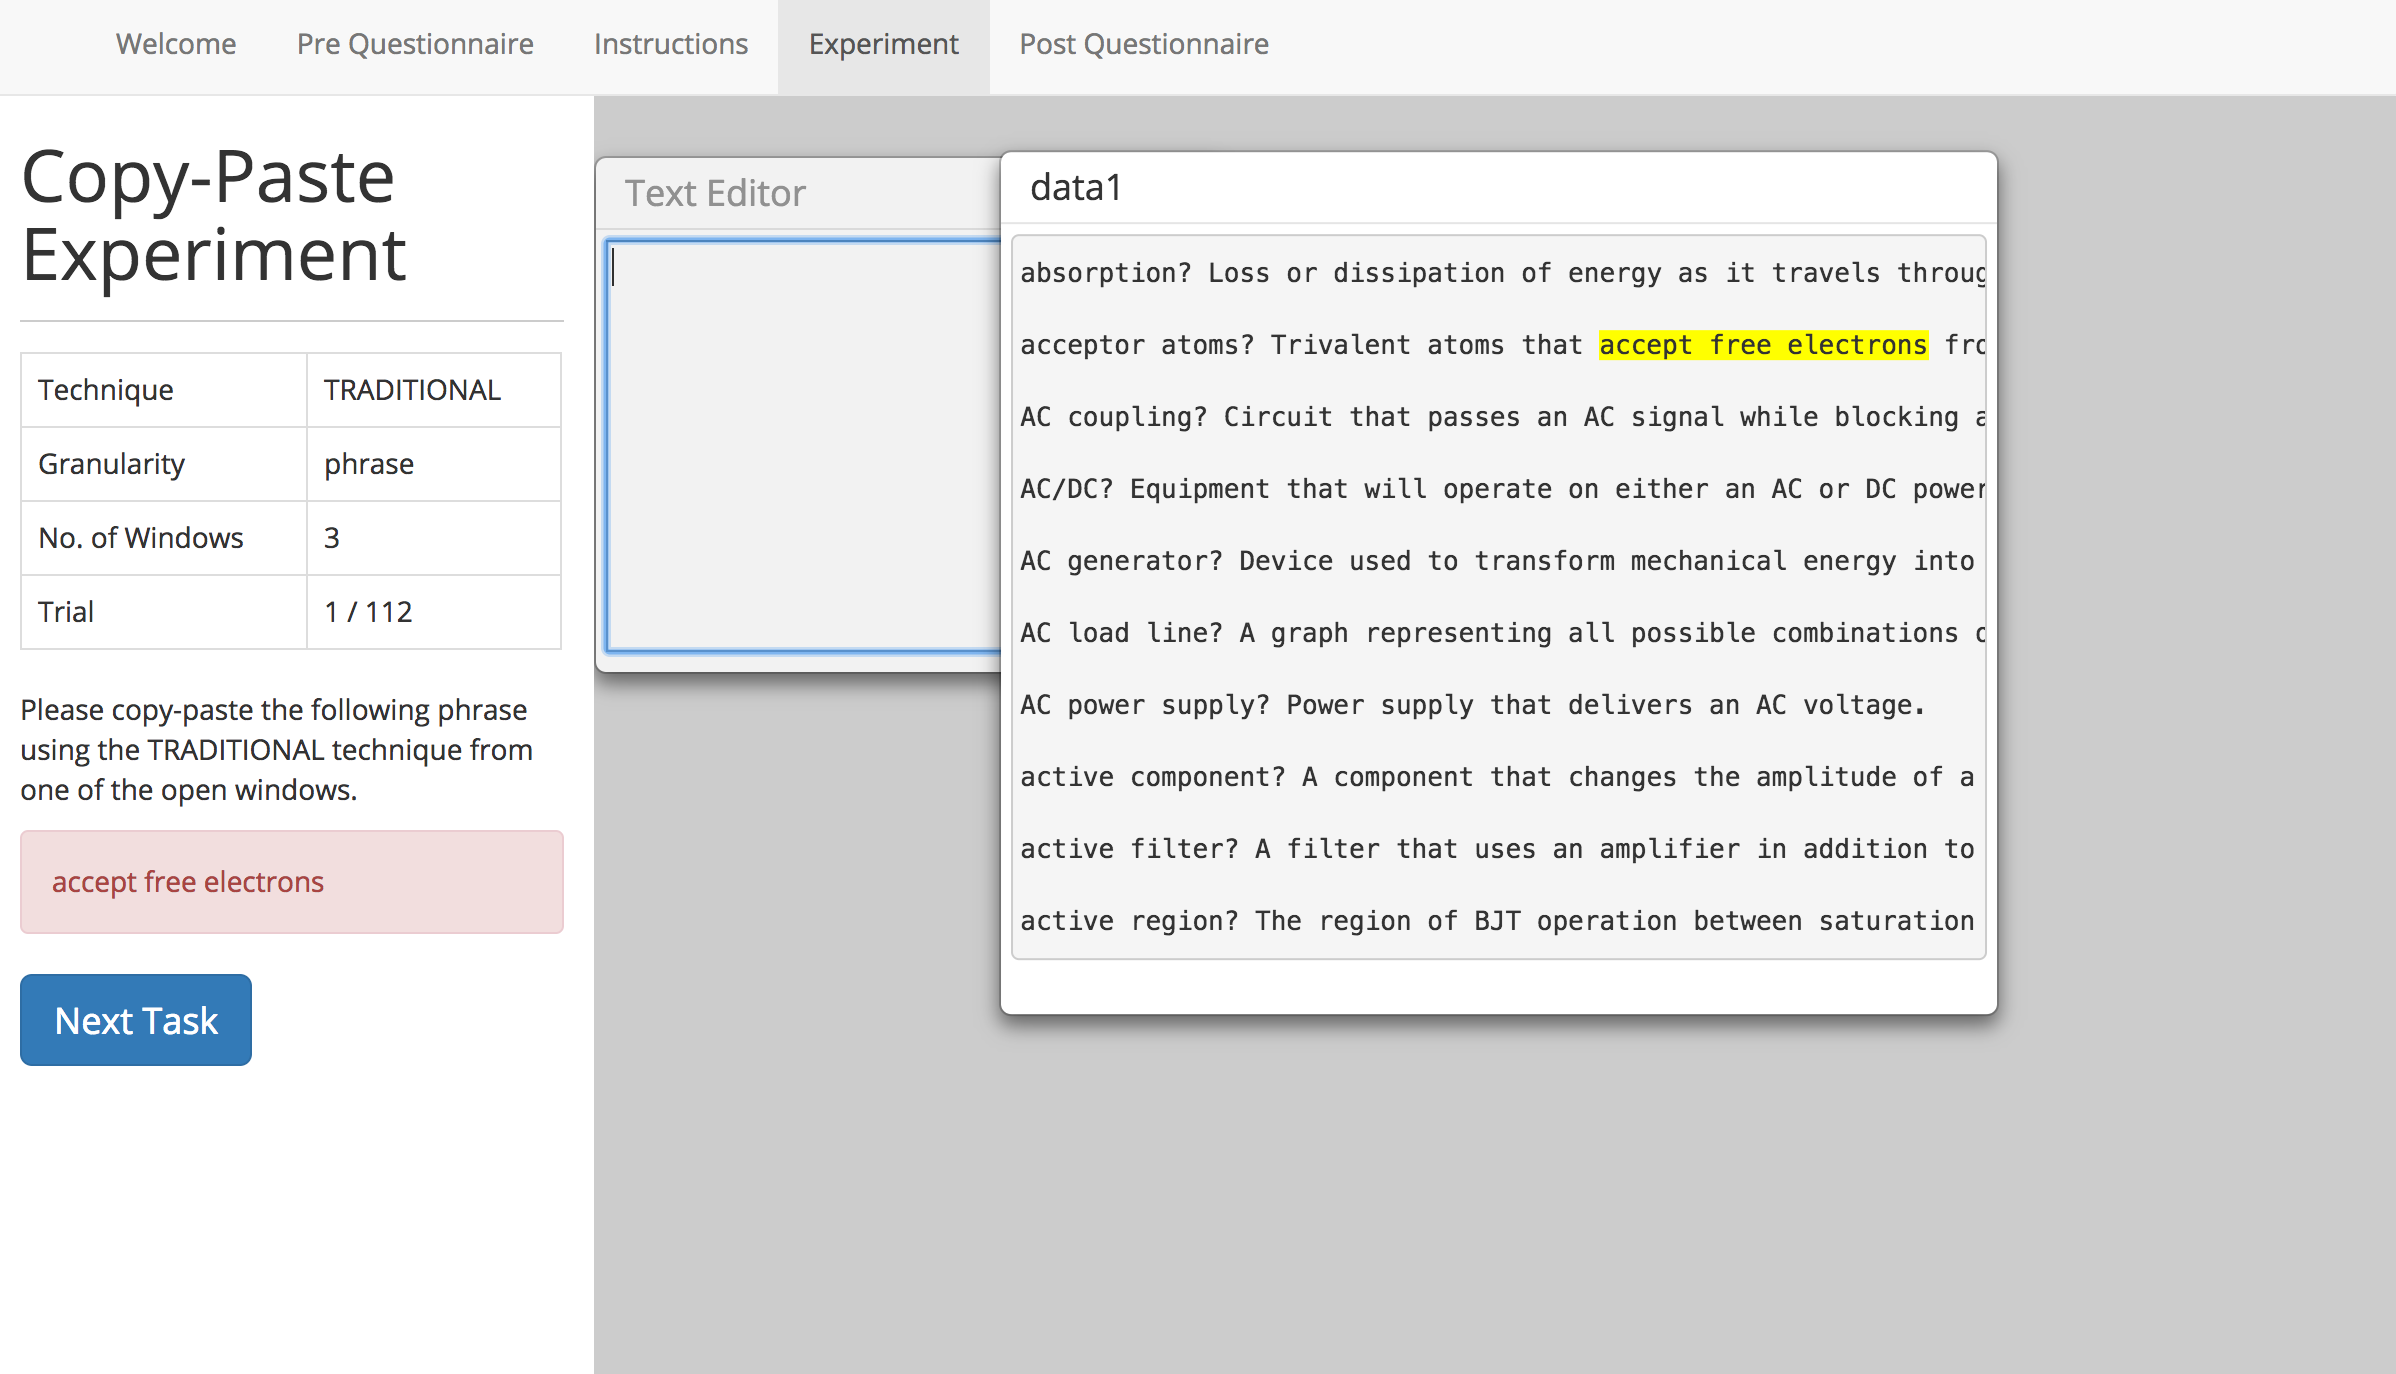 Welcome
Pre Questionnaire
Instructions
Experiment
Post Questionnaire
Copy-Paste
Experiment
Technique TRADITIONAL
Granularity phrase
No. of Windows 3
Trial 1 / 112
Please copy-paste the following phrase
using the TRADITIONAL technique from
one of the open windows.
accept free electrons
Next Task
Text Editor
data1
absorption? Loss or dissipation of energy as it travels throug
acceptor atoms? Trivalent atoms that accept free electrons fro
AC coupling? Circuit that passes an AC signal while blocking a
AC/DC? Equipment that will operate on either an AC or DC power
AC generator? Device used to transform mechanical energy into
AC load line? A graph representing all possible combinations o
AC power supply? Power supply that delivers an AC voltage.
active component? A component that changes the amplitude of a
active filter? A filter that uses an amplifier in addition to
active region? The region of BJT operation between saturation